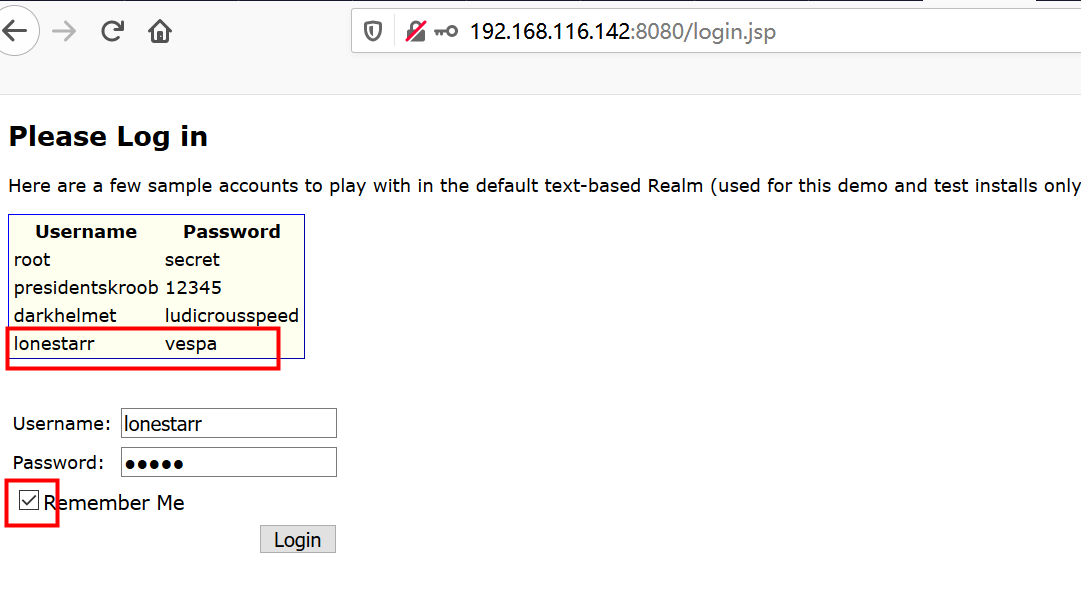 192.168.116.142:8080/login.jsp
Please Log in
Here are a few sample accounts to play with in the default text-based Realm (used for this demo and test installs only
Username Password
root secret
presidentskroob 12345
darkhelmet ludicrousspeed
lonestarr vespa
Username: lonestarr
Password: ●●●●●
Remember Me
Login